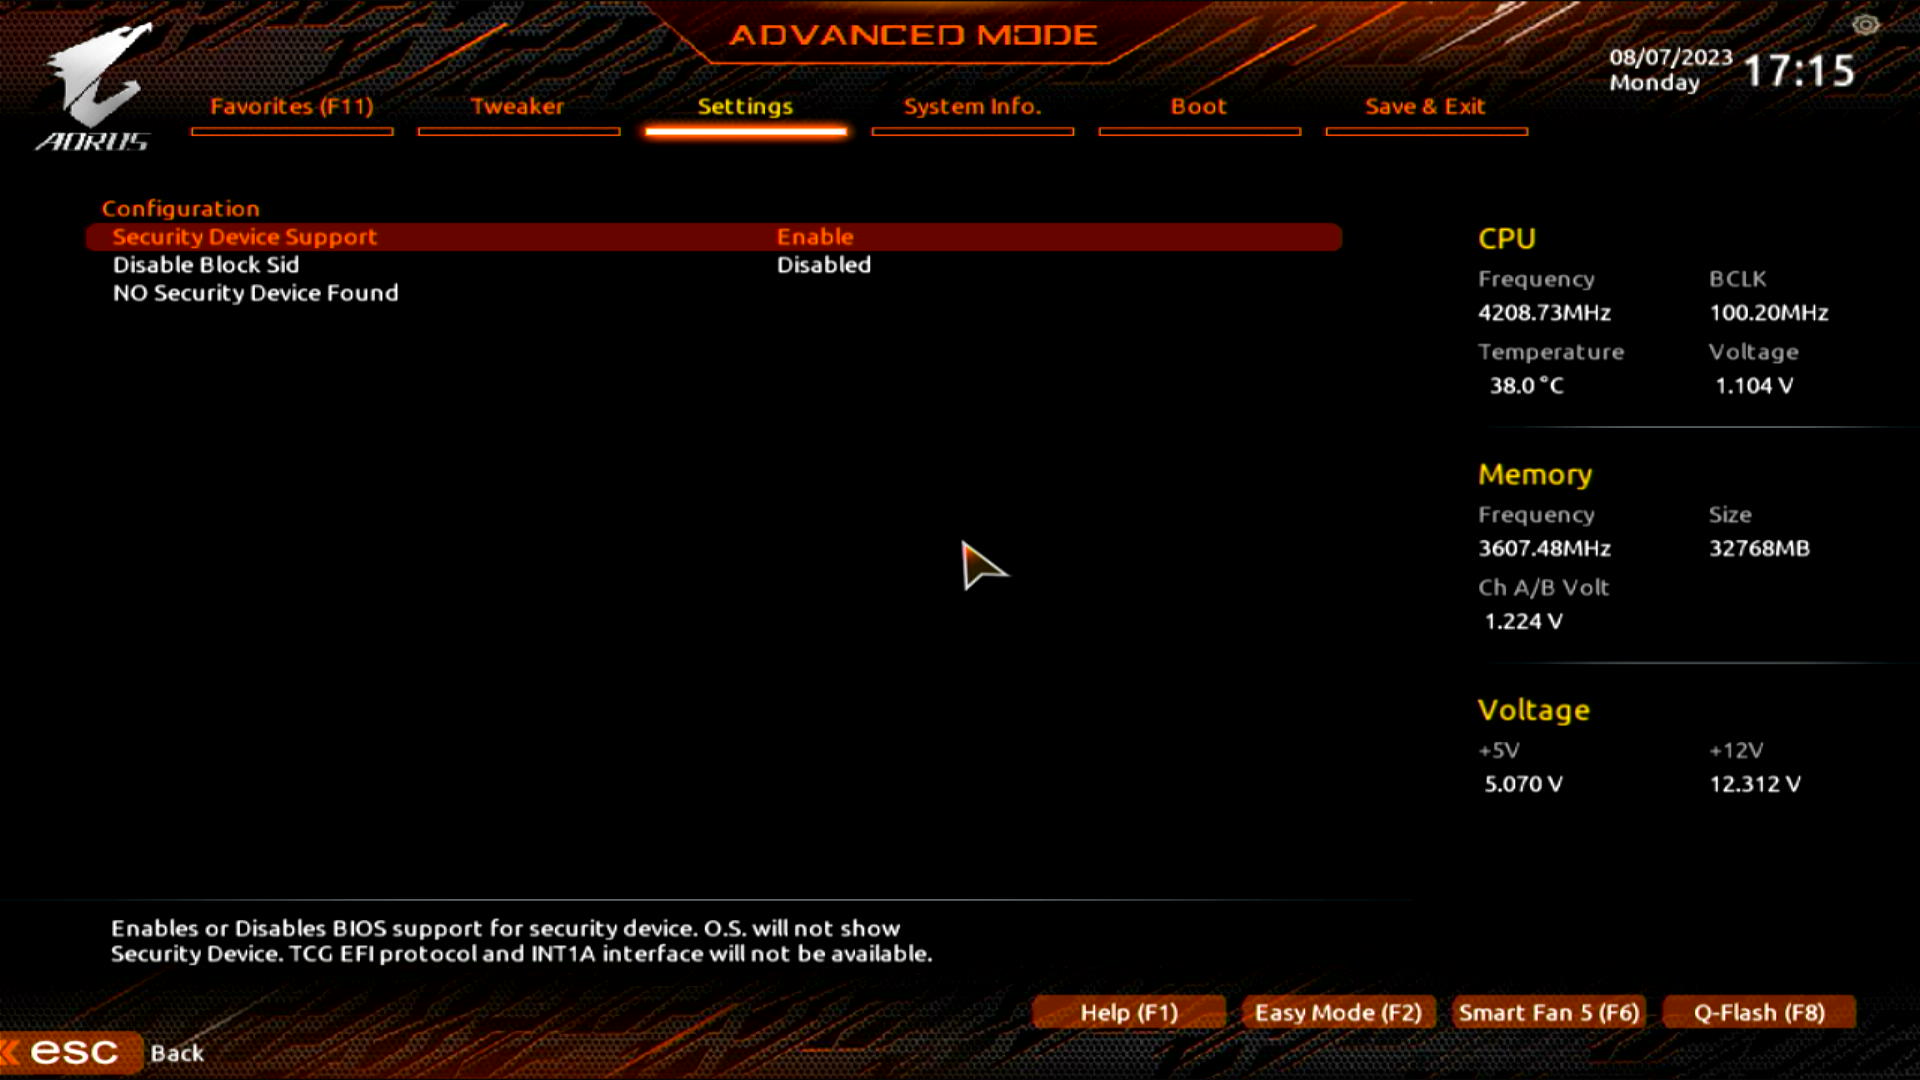 ADVANCED MODE
AORUS
08/07/2023
Monday
17:15
Favorites (F11)
Tweaker
Settings
System Info.
Boot
Save & Exit
Configuration
Security Device Support Enable
Disable Block Sid Disabled
NO Security Device Found
CPU
Frequency BCLK
4208.73MHz 100.20MHz
Temperature Voltage
38.0 °C 1.104 V
Memory
Frequency Size
3607.48MHz 32768MB
Ch A/B Volt
1.224 V
Voltage
+5V +12V
5.070 V 12.312 V
Enables or Disables BIOS support for security device. O.S. will not show
Security Device. TCG EFI protocol and INT1A interface will not be available.
Help (F1)
Easy Mode (F2)
Smart Fan 5 (F6)
Q-Flash (F8)
esc Back